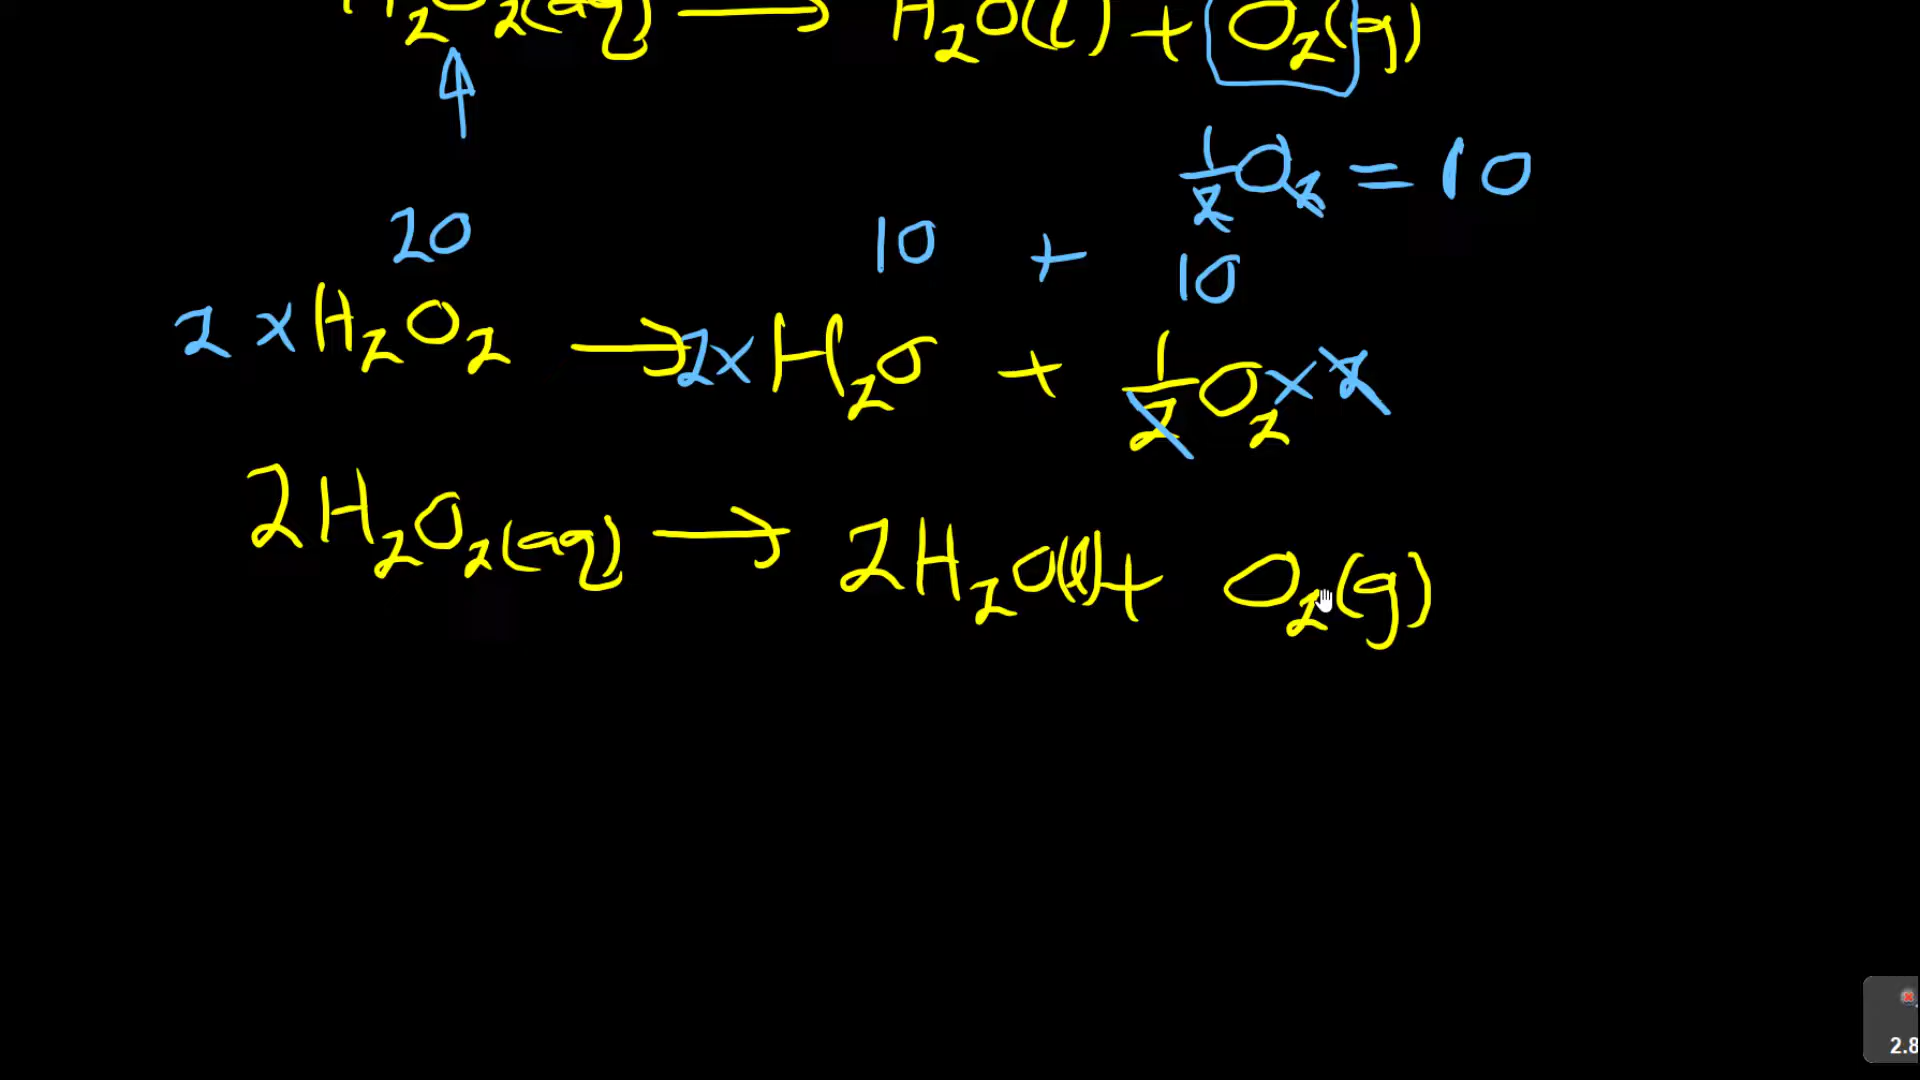 H₂O₂(aq) → H₂O(l) + O₂(g)
½O₂ = 10
20 10 + 10
2 x H₂O₂ → 2x H₂O + ½O₂ x 2
2H₂O₂(aq) → 2H₂O(l) + O₂(g)
2.8